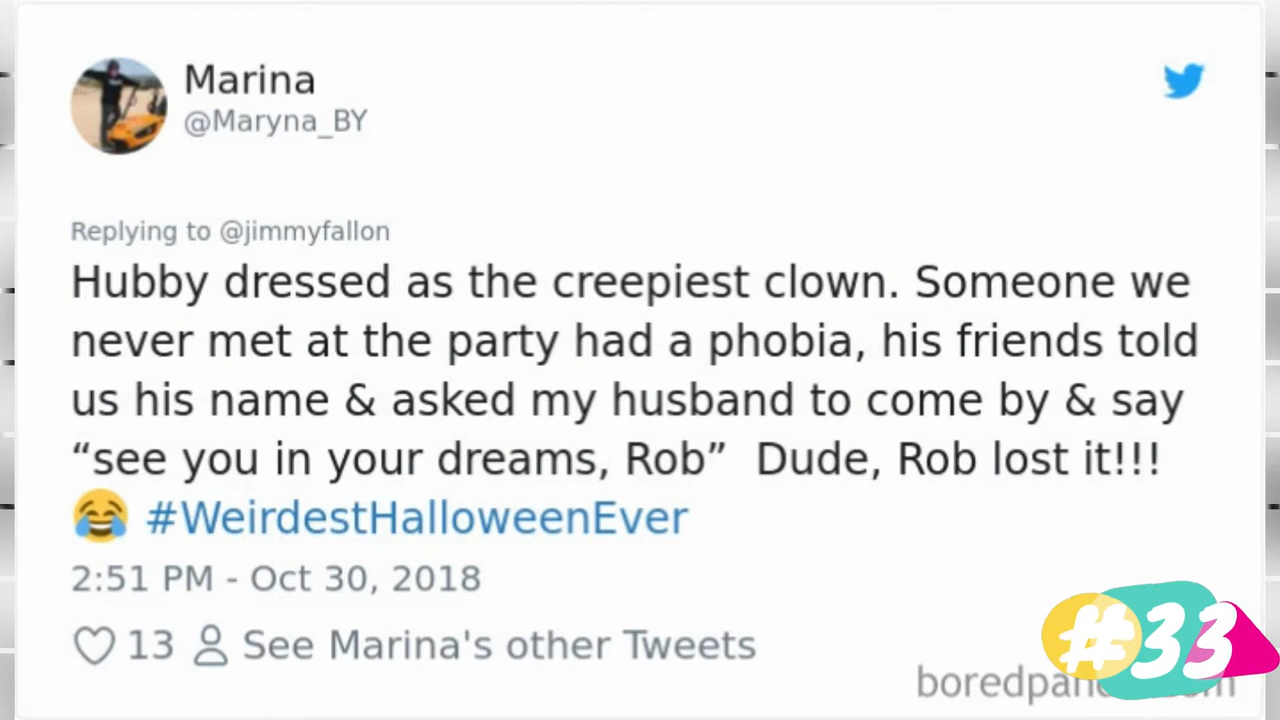 Marina
@Maryna_BY
Replying to @jimmyfallon
Hubby dressed as the creepiest clown. Someone we
never met at the party had a phobia, his friends told
us his name & asked my husband to come by & say
“see you in your dreams, Rob”  Dude, Rob lost it!!!
😂 #WeirdestHalloweenEver
2:51 PM - Oct 30, 2018
13 See Marina's other Tweets
#33